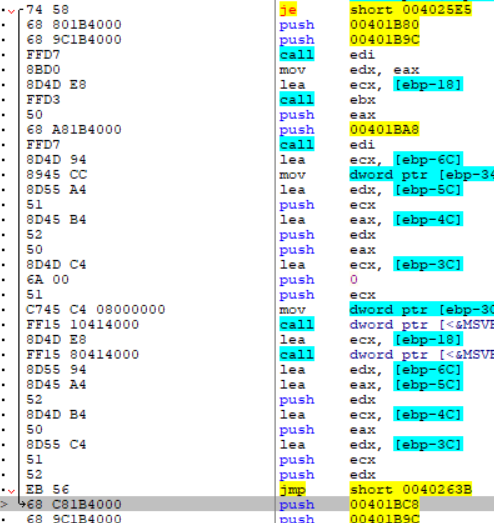 74 58 je short 004025E5
68 801B4000 push 00401B80
68 9C1B4000 push 00401B9C
FFD7 call edi
8BD0 mov edx, eax
8D4D E8 lea ecx, [ebp-18]
FFD3 call ebx
50 push eax
68 A81B4000 push 00401BA8
FFD7 call edi
8D4D 94 lea ecx, [ebp-6C]
8945 CC mov dword ptr [ebp-34
8D55 A4 lea edx, [ebp-5C]
51 push ecx
8D45 B4 lea eax, [ebp-4C]
52 push edx
50 push eax
8D4D C4 lea ecx, [ebp-3C]
6A 00 push 0
51 push ecx
C745 C4 08000000 mov dword ptr [ebp-3C
FF15 10414000 call dword ptr [<&MSVB
8D4D E8 lea ecx, [ebp-18]
FF15 80414000 call dword ptr [<&MSVB
8D55 94 lea edx, [ebp-6C]
8D45 A4 lea eax, [ebp-5C]
52 push edx
8D4D B4 lea ecx, [ebp-4C]
50 push eax
8D55 C4 lea edx, [ebp-3C]
51 push ecx
52 push edx
EB 56 jmp short 0040263B
68 C81B4000 push 00401BC8
68 9C1B4000 push 00401B9C